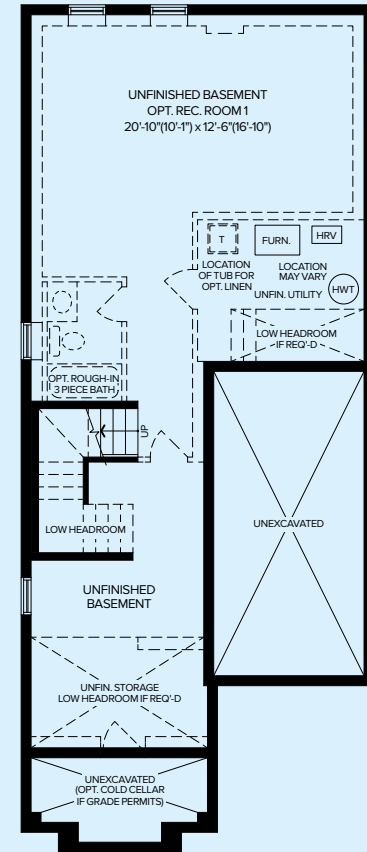 UNFINISHED BASEMENT
OPT. REC. ROOM 1
20'-10"(10'-1") x 12'-6"(16'-10")
T
FURN.
HRV
LOCATION
OF TUB FOR
OPT. LINEN
LOCATION
MAY VARY
HWT
UNFIN. UTILITY
LOW HEADROOM
IF REQ'-D
OPT. ROUGH-IN
3 PIECE BATH
UP
LOW HEADROOM
UNEXCAVATED
UNFINISHED
BASEMENT
UNFIN. STORAGE
LOW HEADROOM IF REQ'-D
UNEXCAVATED
(OPT. COLD CELLAR
IF GRADE PERMITS)